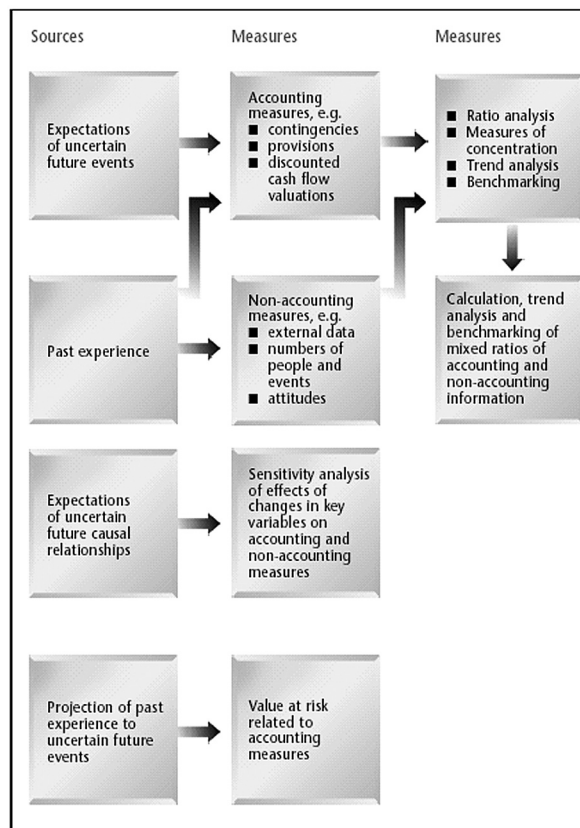 Sources
Measures
Measures
Expectations
of uncertain
future events
Accounting
measures, e.g.
■ contingencies
■ provisions
■ discounted
cash flow
valuations
■ Ratio analysis
■ Measures of
concentration
■ Trend analysis
■ Benchmarking
Past experience
Non-accounting
measures, e.g.
■ external data
■ numbers of
people and
events
■ attitudes
Calculation, trend
analysis and
benchmarking of
mixed ratios of
accounting and
non-accounting
information
Expectations
of uncertain
future causal
relationships
Sensitivity analysis
of effects of
changes in key
variables on
accounting and
non-accounting
measures
Projection of past
experience to
uncertain future
events
Value at risk
related to
accounting
measures